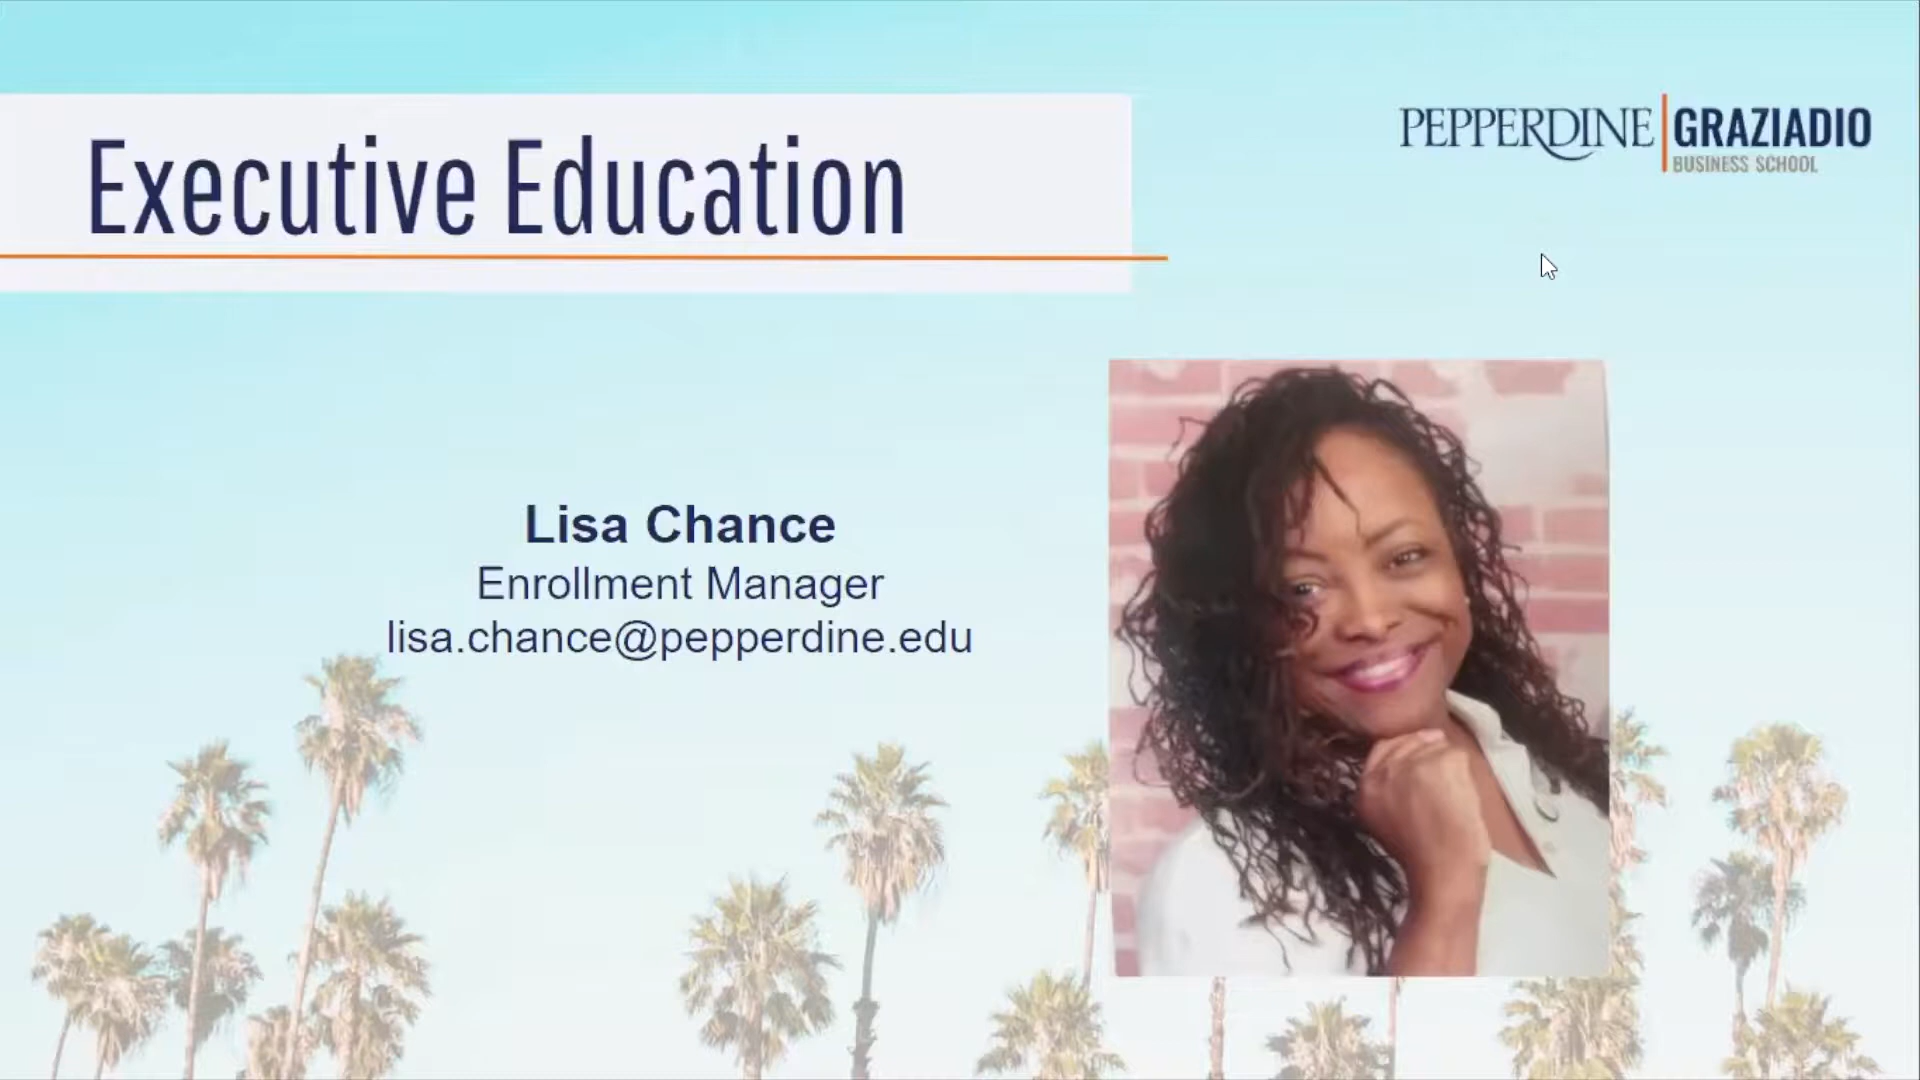 Executive Education
PEPPERDINE | GRAZIADIO
BUSINESS SCHOOL
Lisa Chance
Enrollment Manager
lisa.chance@pepperdine.edu